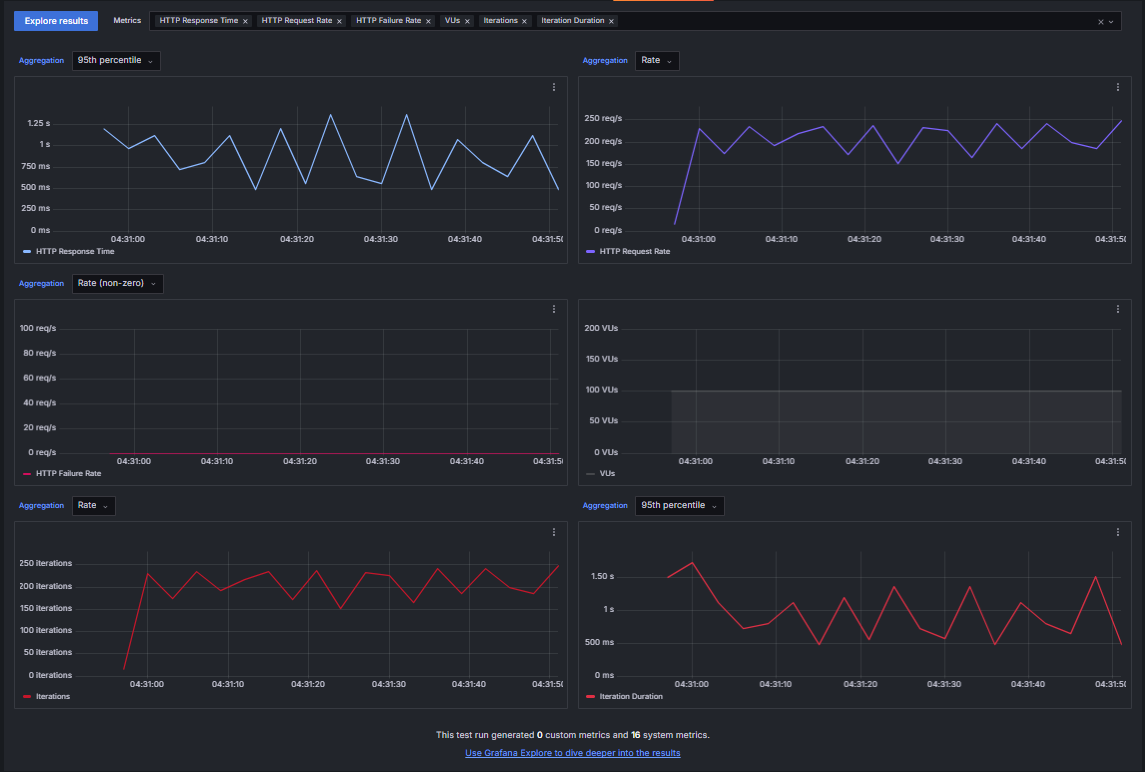 Explore results Metrics HTTP Response Time × HTTP Request Rate × HTTP Failure Rate × VUs × Iterations × Iteration Duration ×
Aggregation 95th percentile
1.25 s
1 s
750 ms
500 ms
250 ms
0 ms
04:31:00 04:31:10 04:31:20 04:31:30 04:31:40 04:31:50
HTTP Response Time
Aggregation Rate
250 req/s
200 req/s
150 req/s
100 req/s
50 req/s
0 req/s
04:31:00 04:31:10 04:31:20 04:31:30 04:31:40 04:31:50
HTTP Request Rate
Aggregation Rate (non-zero)
100 req/s
80 req/s
60 req/s
40 req/s
20 req/s
0 req/s
04:31:00 04:31:10 04:31:20 04:31:30 04:31:40 04:31:5
HTTP Failure Rate
200 VUs
150 VUs
100 VUs
50 VUs
0 VUs
04:31:00 04:31:10 04:31:20 04:31:30 04:31:40 04:31:50
VUs
Aggregation Rate
250 iterations
200 iterations
150 iterations
100 iterations
50 iterations
0 iterations
04:31:00 04:31:10 04:31:20 04:31:30 04:31:40 04:31:50
Iterations
Aggregation 95th percentile
1.50 s
1 s
500 ms
0 ms
04:31:00 04:31:10 04:31:20 04:31:30 04:31:40 04:31:50
Iteration Duration
This test run generated 0 custom metrics and 16 system metrics.
Use Grafana Explore to dive deeper into the results